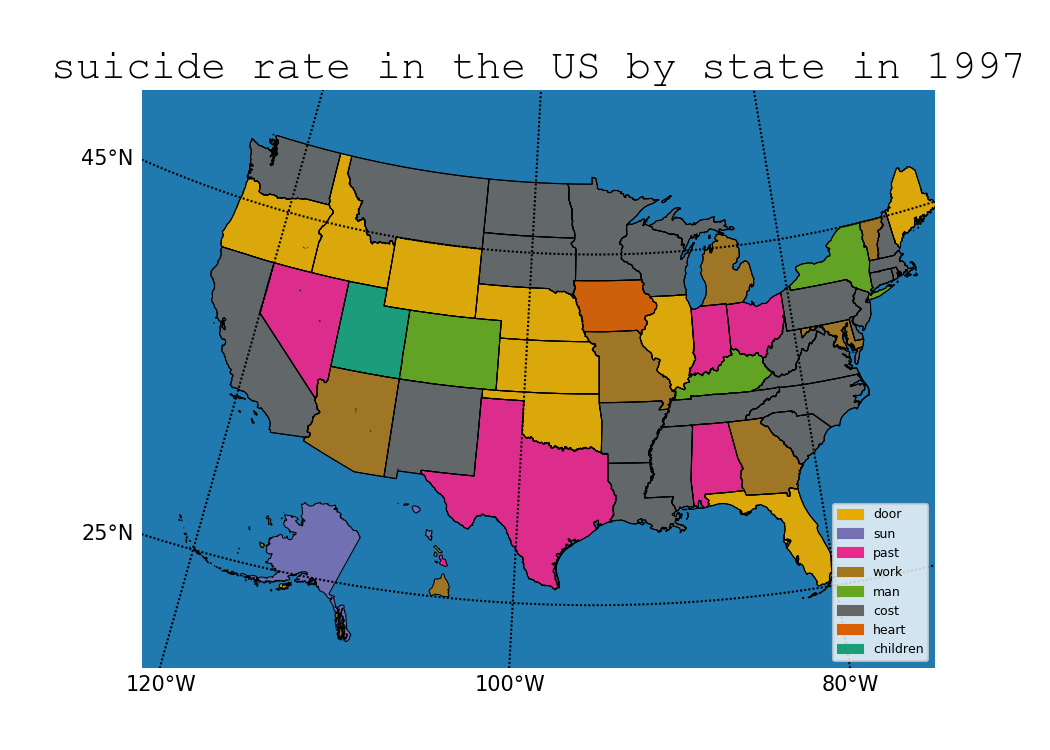 suicide rate in the US by state in 1997
45°N
25°N
120°W
100°W
80°W
door
sun
past
work
man
cost
heart
children